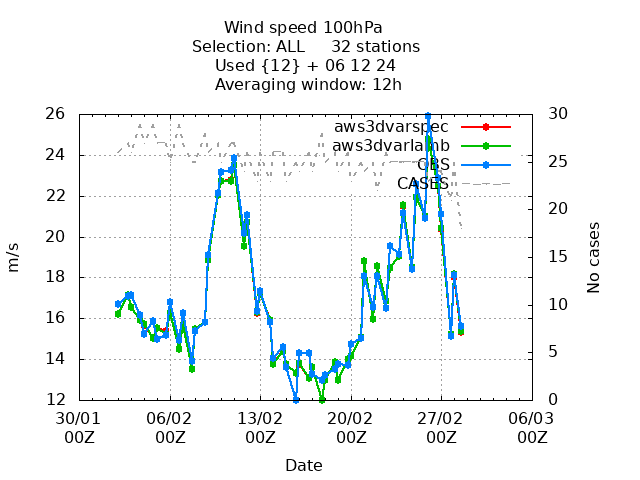 Wind speed 100hPa
Selection: ALL 32 stations
Used {12} + 06 12 24
Averaging window: 12h
26 30
aws3dvarspec
aws3dvarlamb
24 25
OBS
CASES
22
20 20
m/s
No cases
18 15
16 10
14 5
12 0
30/01 06/02 13/02 20/02 27/02 06/03
00Z 00Z 00Z 00Z 00Z 00Z
Date